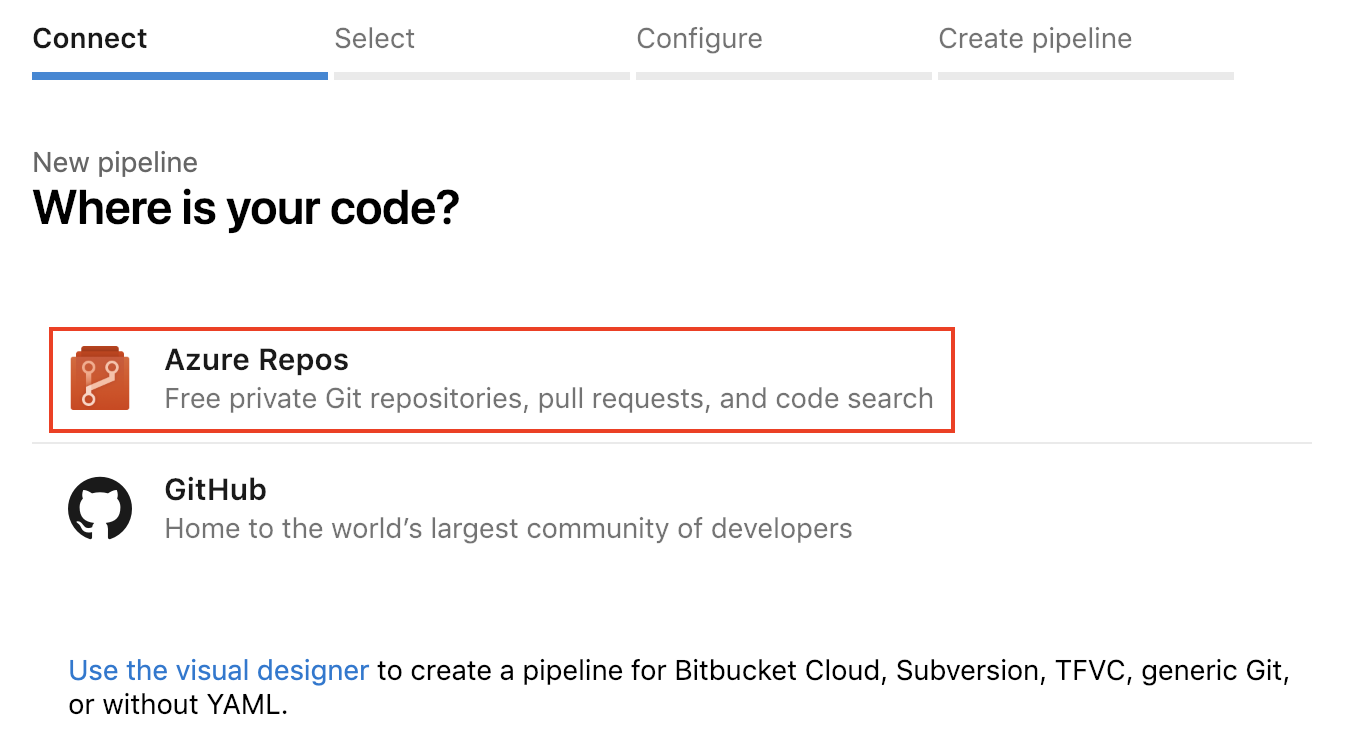 Connect
Select
Configure
Create pipeline
New pipeline
Where is your code?
Azure Repos
Free private Git repositories, pull requests, and code search
GitHub
Home to the world’s largest community of developers
Use the visual designer to create a pipeline for Bitbucket Cloud, Subversion, TFVC, generic Git,
or without YAML.